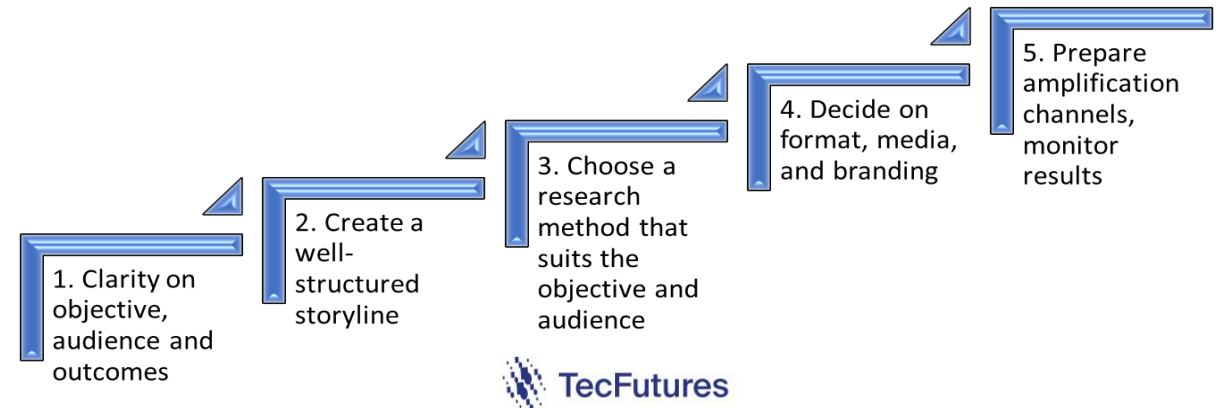 1. Clarity on
objective,
audience and
outcomes
2. Create a
well-
structured
storyline
3. Choose a
research
method that
suits the
objective and
audience
4. Decide on
format, media,
and branding
5. Prepare
amplification
channels,
monitor
results
TecFutures